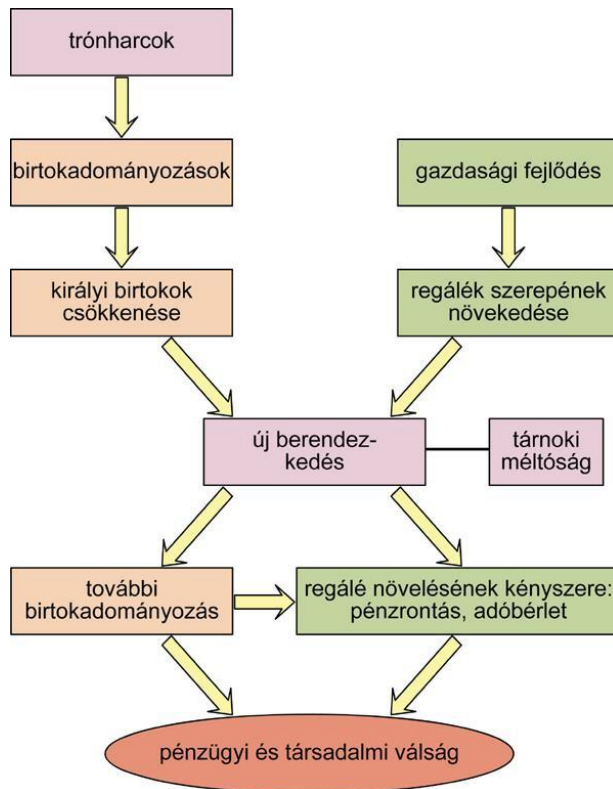 trónharcok
birtokadományozások
gazdasági fejlődés
királyi birtokok
csökkenése
regálék szerepének
növekedése
új berendez-
kedés
tárnoki
méltóság
további
birtokadományozás
regálé növelésének kényszere:
pénzrontás, adóbérlet
pénzügyi és társadalmi válság